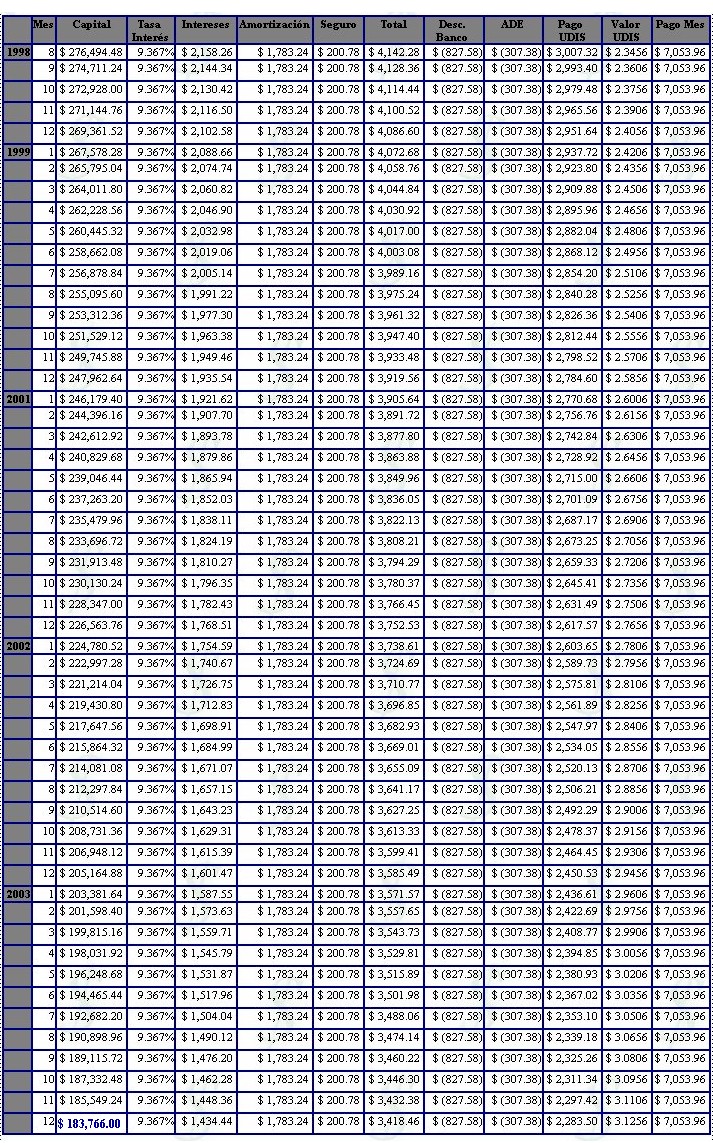 Mes Capital Tasa Interés Intereses Amortización Seguro Total Desc. Banco ADE Pago UDIS Valor UDIS Pago Mes
1998 8 $ 276,494.48 9.367% $ 2,158.26 $ 1,783.24 $ 200.78 $ 4,142.28 $ (827.58) $ (307.38) $ 3,007.32 $ 2.3456 $ 7,053.96
9 $ 274,711.24 9.367% $ 2,144.34 $ 1,783.24 $ 200.78 $ 4,128.36 $ (827.58) $ (307.38) $ 2,993.40 $ 2.3606 $ 7,053.96
10 $ 272,928.00 9.367% $ 2,130.42 $ 1,783.24 $ 200.78 $ 4,114.44 $ (827.58) $ (307.38) $ 2,979.48 $ 2.3756 $ 7,053.96
11 $ 271,144.76 9.367% $ 2,116.50 $ 1,783.24 $ 200.78 $ 4,100.52 $ (827.58) $ (307.38) $ 2,965.56 $ 2.3906 $ 7,053.96
12 $ 269,361.52 9.367% $ 2,102.58 $ 1,783.24 $ 200.78 $ 4,086.60 $ (827.58) $ (307.38) $ 2,951.64 $ 2.4056 $ 7,053.96
1999 1 $ 267,578.28 9.367% $ 2,088.66 $ 1,783.24 $ 200.78 $ 4,072.68 $ (827.58) $ (307.38) $ 2,937.72 $ 2.4206 $ 7,053.96
2 $ 265,795.04 9.367% $ 2,074.74 $ 1,783.24 $ 200.78 $ 4,058.76 $ (827.58) $ (307.38) $ 2,923.80 $ 2.4356 $ 7,053.96
3 $ 264,011.80 9.367% $ 2,060.82 $ 1,783.24 $ 200.78 $ 4,044.84 $ (827.58) $ (307.38) $ 2,909.88 $ 2.4506 $ 7,053.96
4 $ 262,228.56 9.367% $ 2,046.90 $ 1,783.24 $ 200.78 $ 4,030.92 $ (827.58) $ (307.38) $ 2,895.96 $ 2.4656 $ 7,053.96
5 $ 260,445.32 9.367% $ 2,032.98 $ 1,783.24 $ 200.78 $ 4,017.00 $ (827.58) $ (307.38) $ 2,882.04 $ 2.4806 $ 7,053.96
6 $ 258,662.08 9.367% $ 2,019.06 $ 1,783.24 $ 200.78 $ 4,003.08 $ (827.58) $ (307.38) $ 2,868.12 $ 2.4956 $ 7,053.96
7 $ 256,878.84 9.367% $ 2,005.14 $ 1,783.24 $ 200.78 $ 3,989.16 $ (827.58) $ (307.38) $ 2,854.20 $ 2.5106 $ 7,053.96
8 $ 255,095.60 9.367% $ 1,991.22 $ 1,783.24 $ 200.78 $ 3,975.24 $ (827.58) $ (307.38) $ 2,840.28 $ 2.5256 $ 7,053.96
9 $ 253,312.36 9.367% $ 1,977.30 $ 1,783.24 $ 200.78 $ 3,961.32 $ (827.58) $ (307.38) $ 2,826.36 $ 2.5406 $ 7,053.96
10 $ 251,529.12 9.367% $ 1,963.38 $ 1,783.24 $ 200.78 $ 3,947.40 $ (827.58) $ (307.38) $ 2,812.44 $ 2.5556 $ 7,053.96
11 $ 249,745.88 9.367% $ 1,949.46 $ 1,783.24 $ 200.78 $ 3,933.48 $ (827.58) $ (307.38) $ 2,798.52 $ 2.5706 $ 7,053.96
12 $ 247,962.64 9.367% $ 1,935.54 $ 1,783.24 $ 200.78 $ 3,919.56 $ (827.58) $ (307.38) $ 2,784.60 $ 2.5856 $ 7,053.96
2001 1 $ 246,179.40 9.367% $ 1,921.62 $ 1,783.24 $ 200.78 $ 3,905.64 $ (827.58) $ (307.38) $ 2,770.68 $ 2.6006 $ 7,053.96
2 $ 244,396.16 9.367% $ 1,907.70 $ 1,783.24 $ 200.78 $ 3,891.72 $ (827.58) $ (307.38) $ 2,756.76 $ 2.6156 $ 7,053.96
3 $ 242,612.92 9.367% $ 1,893.78 $ 1,783.24 $ 200.78 $ 3,877.80 $ (827.58) $ (307.38) $ 2,742.84 $ 2.6306 $ 7,053.96
4 $ 240,829.68 9.367% $ 1,879.86 $ 1,783.24 $ 200.78 $ 3,863.88 $ (827.58) $ (307.38) $ 2,728.92 $ 2.6456 $ 7,053.96
5 $ 239,046.44 9.367% $ 1,865.94 $ 1,783.24 $ 200.78 $ 3,849.96 $ (827.58) $ (307.38) $ 2,715.00 $ 2.6606 $ 7,053.96
6 $ 237,263.20 9.367% $ 1,852.03 $ 1,783.24 $ 200.78 $ 3,836.05 $ (827.58) $ (307.38) $ 2,701.09 $ 2.6756 $ 7,053.96
7 $ 235,479.96 9.367% $ 1,838.11 $ 1,783.24 $ 200.78 $ 3,822.13 $ (827.58) $ (307.38) $ 2,687.17 $ 2.6906 $ 7,053.96
8 $ 233,696.72 9.367% $ 1,824.19 $ 1,783.24 $ 200.78 $ 3,808.21 $ (827.58) $ (307.38) $ 2,673.25 $ 2.7056 $ 7,053.96
9 $ 231,913.48 9.367% $ 1,810.27 $ 1,783.24 $ 200.78 $ 3,794.29 $ (827.58) $ (307.38) $ 2,659.33 $ 2.7206 $ 7,053.96
10 $ 230,130.24 9.367% $ 1,796.35 $ 1,783.24 $ 200.78 $ 3,780.37 $ (827.58) $ (307.38) $ 2,645.41 $ 2.7356 $ 7,053.96
11 $ 228,347.00 9.367% $ 1,782.43 $ 1,783.24 $ 200.78 $ 3,766.45 $ (827.58) $ (307.38) $ 2,631.49 $ 2.7506 $ 7,053.96
12 $ 226,563.76 9.367% $ 1,768.51 $ 1,783.24 $ 200.78 $ 3,752.53 $ (827.58) $ (307.38) $ 2,617.57 $ 2.7656 $ 7,053.96
2002 1 $ 224,780.52 9.367% $ 1,754.59 $ 1,783.24 $ 200.78 $ 3,738.61 $ (827.58) $ (307.38) $ 2,603.65 $ 2.7806 $ 7,053.96
2 $ 222,997.28 9.367% $ 1,740.67 $ 1,783.24 $ 200.78 $ 3,724.69 $ (827.58) $ (307.38) $ 2,589.73 $ 2.7956 $ 7,053.96
3 $ 221,214.04 9.367% $ 1,726.75 $ 1,783.24 $ 200.78 $ 3,710.77 $ (827.58) $ (307.38) $ 2,575.81 $ 2.8106 $ 7,053.96
4 $ 219,430.80 9.367% $ 1,712.83 $ 1,783.24 $ 200.78 $ 3,696.85 $ (827.58) $ (307.38) $ 2,561.89 $ 2.8256 $ 7,053.96
5 $ 217,647.56 9.367% $ 1,698.91 $ 1,783.24 $ 200.78 $ 3,682.93 $ (827.58) $ (307.38) $ 2,547.97 $ 2.8406 $ 7,053.96
6 $ 215,864.32 9.367% $ 1,684.99 $ 1,783.24 $ 200.78 $ 3,669.01 $ (827.58) $ (307.38) $ 2,534.05 $ 2.8556 $ 7,053.96
7 $ 214,081.08 9.367% $ 1,671.07 $ 1,783.24 $ 200.78 $ 3,655.09 $ (827.58) $ (307.38) $ 2,520.13 $ 2.8706 $ 7,053.96
8 $ 212,297.84 9.367% $ 1,657.15 $ 1,783.24 $ 200.78 $ 3,641.17 $ (827.58) $ (307.38) $ 2,506.21 $ 2.8856 $ 7,053.96
9 $ 210,514.60 9.367% $ 1,643.23 $ 1,783.24 $ 200.78 $ 3,627.25 $ (827.58) $ (307.38) $ 2,492.29 $ 2.9006 $ 7,053.96
10 $ 208,731.36 9.367% $ 1,629.31 $ 1,783.24 $ 200.78 $ 3,613.33 $ (827.58) $ (307.38) $ 2,478.37 $ 2.9156 $ 7,053.96
11 $ 206,948.12 9.367% $ 1,615.39 $ 1,783.24 $ 200.78 $ 3,599.41 $ (827.58) $ (307.38) $ 2,464.45 $ 2.9306 $ 7,053.96
12 $ 205,164.88 9.367% $ 1,601.47 $ 1,783.24 $ 200.78 $ 3,585.49 $ (827.58) $ (307.38) $ 2,450.53 $ 2.9456 $ 7,053.96
2003 1 $ 203,381.64 9.367% $ 1,587.55 $ 1,783.24 $ 200.78 $ 3,571.57 $ (827.58) $ (307.38) $ 2,436.61 $ 2.9606 $ 7,053.96
2 $ 201,598.40 9.367% $ 1,573.63 $ 1,783.24 $ 200.78 $ 3,557.65 $ (827.58) $ (307.38) $ 2,422.69 $ 2.9756 $ 7,053.96
3 $ 199,815.16 9.367% $ 1,559.71 $ 1,783.24 $ 200.78 $ 3,543.73 $ (827.58) $ (307.38) $ 2,408.77 $ 2.9906 $ 7,053.96
4 $ 198,031.92 9.367% $ 1,545.79 $ 1,783.24 $ 200.78 $ 3,529.81 $ (827.58) $ (307.38) $ 2,394.85 $ 3.0056 $ 7,053.96
5 $ 196,248.68 9.367% $ 1,531.87 $ 1,783.24 $ 200.78 $ 3,515.89 $ (827.58) $ (307.38) $ 2,380.93 $ 3.0206 $ 7,053.96
6 $ 194,465.44 9.367% $ 1,517.96 $ 1,783.24 $ 200.78 $ 3,501.98 $ (827.58) $ (307.38) $ 2,367.02 $ 3.0356 $ 7,053.96
7 $ 192,682.20 9.367% $ 1,504.04 $ 1,783.24 $ 200.78 $ 3,488.06 $ (827.58) $ (307.38) $ 2,353.10 $ 3.0506 $ 7,053.96
8 $ 190,898.96 9.367% $ 1,490.12 $ 1,783.24 $ 200.78 $ 3,474.14 $ (827.58) $ (307.38) $ 2,339.18 $ 3.0656 $ 7,053.96
9 $ 189,115.72 9.367% $ 1,476.20 $ 1,783.24 $ 200.78 $ 3,460.22 $ (827.58) $ (307.38) $ 2,325.26 $ 3.0806 $ 7,053.96
10 $ 187,332.48 9.367% $ 1,462.28 $ 1,783.24 $ 200.78 $ 3,446.30 $ (827.58) $ (307.38) $ 2,311.34 $ 3.0956 $ 7,053.96
11 $ 185,549.24 9.367% $ 1,448.36 $ 1,783.24 $ 200.78 $ 3,432.38 $ (827.58) $ (307.38) $ 2,297.42 $ 3.1106 $ 7,053.96
12 $ 183,766.00 9.367% $ 1,434.44 $ 1,783.24 $ 200.78 $ 3,418.46 $ (827.58) $ (307.38) $ 2,283.50 $ 3.1256 $ 7,053.96